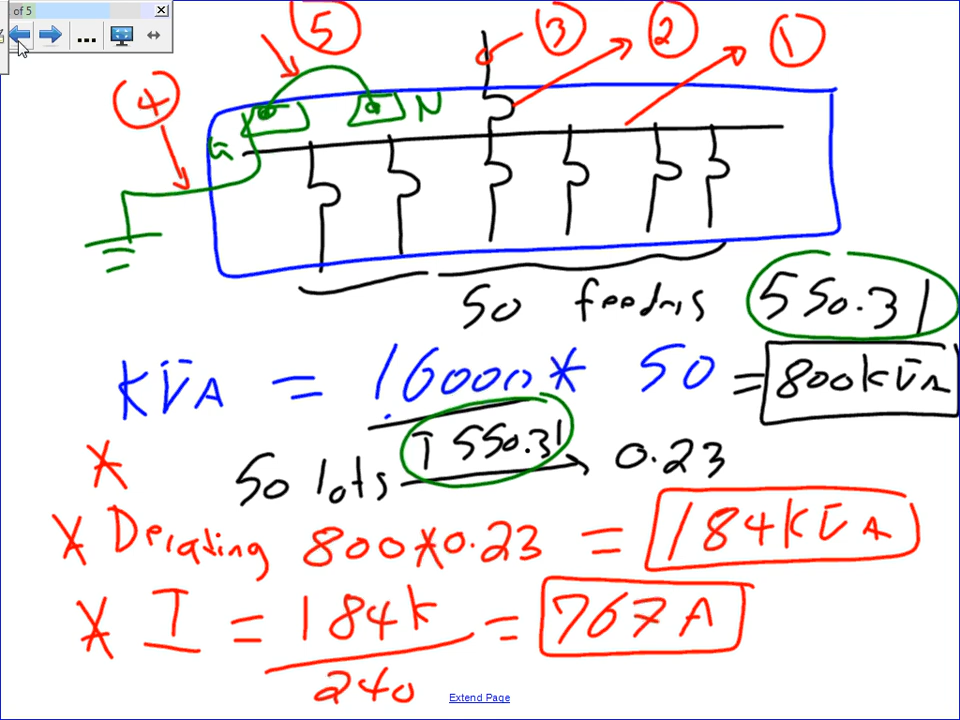 of 5
...
5
3
2
1
4
N
G
50 feeders
550.31
KVA = 16000 * 50 = 800kVA
*
50 lots T 550.31 → 0.23
* Derating 800*0.23 = 184kVA
* I = 184k / 240 = 767A
Extend Page